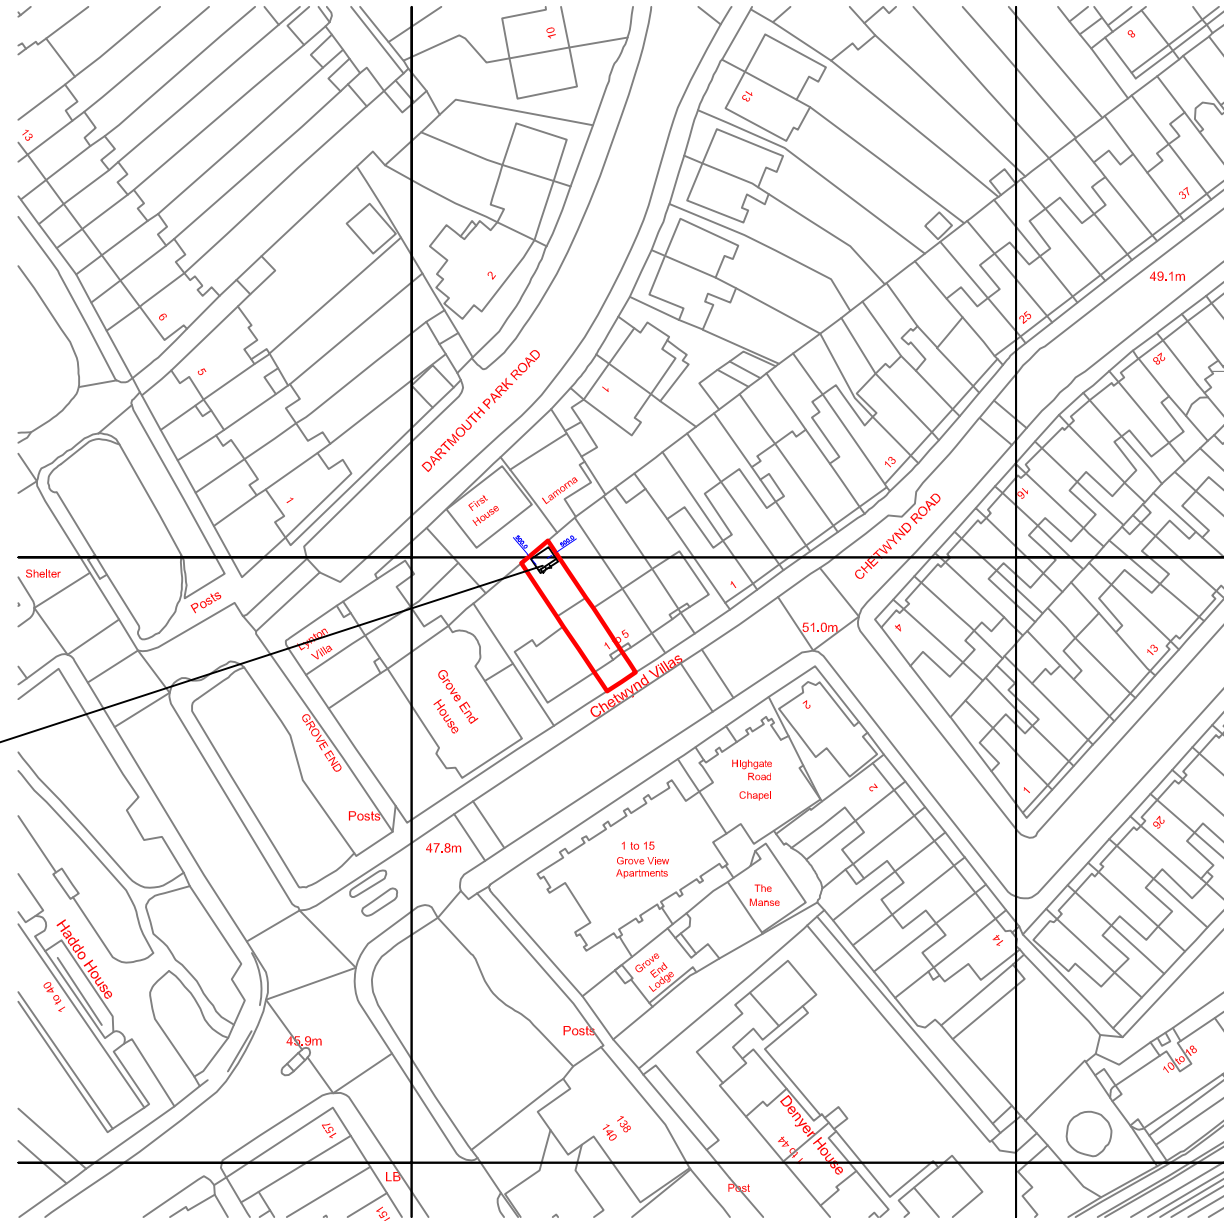 10
8
13
13
37
2
49.1m
6
25
28
5
DARTMOUTH PARK ROAD
1
13
Lamorna
16
First
House
1
CHETWYND ROAD
500.0
500.0
Shelter
Posts
1
4
51.0m
Lynton
Villa
13
Chetwynd Villas
Grove End
House
2
GROVE END
Highgate
Road
Chapel
2
1
Posts
26
47.8m
1 to 15
Grove View
Apartments
The
Manse
Haddo House
1 to 40
14
Grove
End
Lodge
Posts
45.9m
10 to 18
138
140
157
Denyer House
LB
Post
151